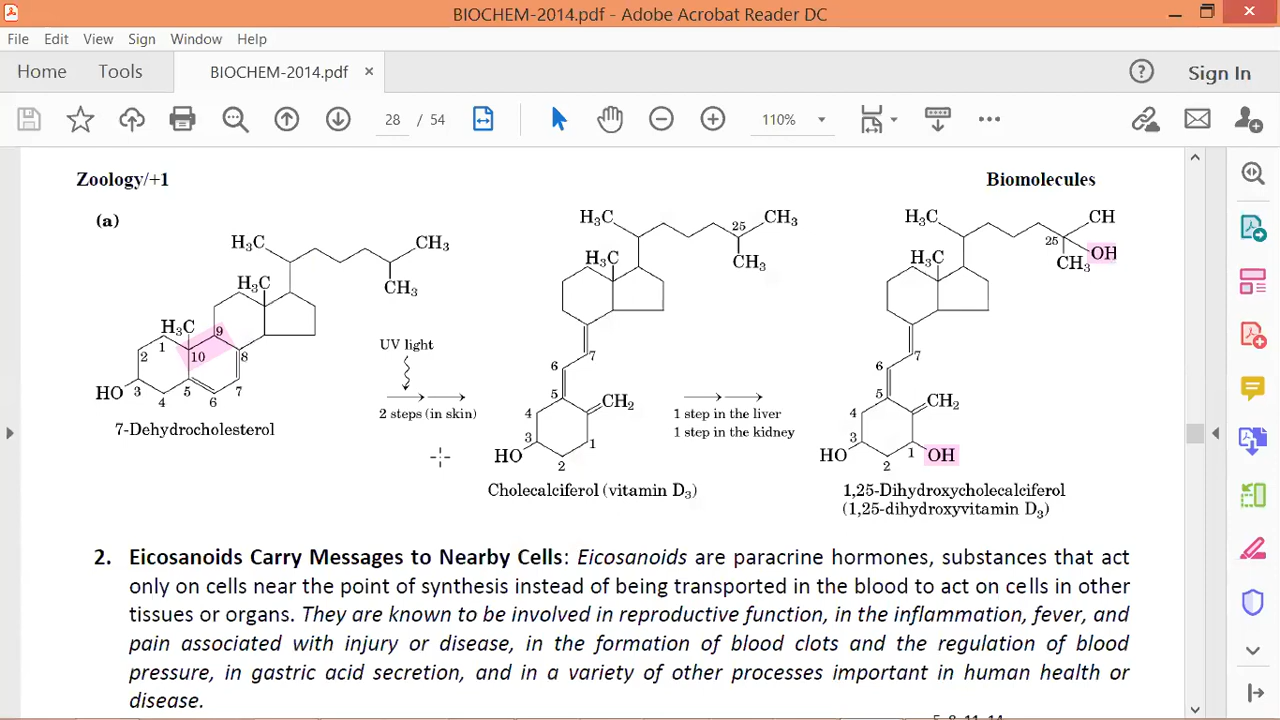 BIOCHEM-2014.pdf - Adobe Acrobat Reader DC
File Edit View Sign Window Help
Home Tools BIOCHEM-2014.pdf × Sign In
28 / 54 110%
Zoology/+1 Biomolecules
(a)
H₃C CH₃
CH₃
H₃C
H₃C
1 2 3 4 5 6 7 8 9 10
HO
7-Dehydrocholesterol
UV light
2 steps (in skin)
H₃C 25 CH₃
CH₃
H₃C
7
6
5
4 CH₂
3
HO 1
2
Cholecalciferol (vitamin D₃)
1 step in the liver
1 step in the kidney
H₃C CH
25 OH
CH₃
H₃C
7
6
5
4 CH₂
3
HO 1 OH
2
1,25-Dihydroxycholecalciferol
(1,25-dihydroxyvitamin D₃)
2. Eicosanoids Carry Messages to Nearby Cells: Eicosanoids are paracrine hormones, substances that act
only on cells near the point of synthesis instead of being transported in the blood to act on cells in other
tissues or organs. They are known to be involved in reproductive function, in the inflammation, fever, and
pain associated with injury or disease, in the formation of blood clots and the regulation of blood
pressure, in gastric acid secretion, and in a variety of other processes important in human health or
disease.